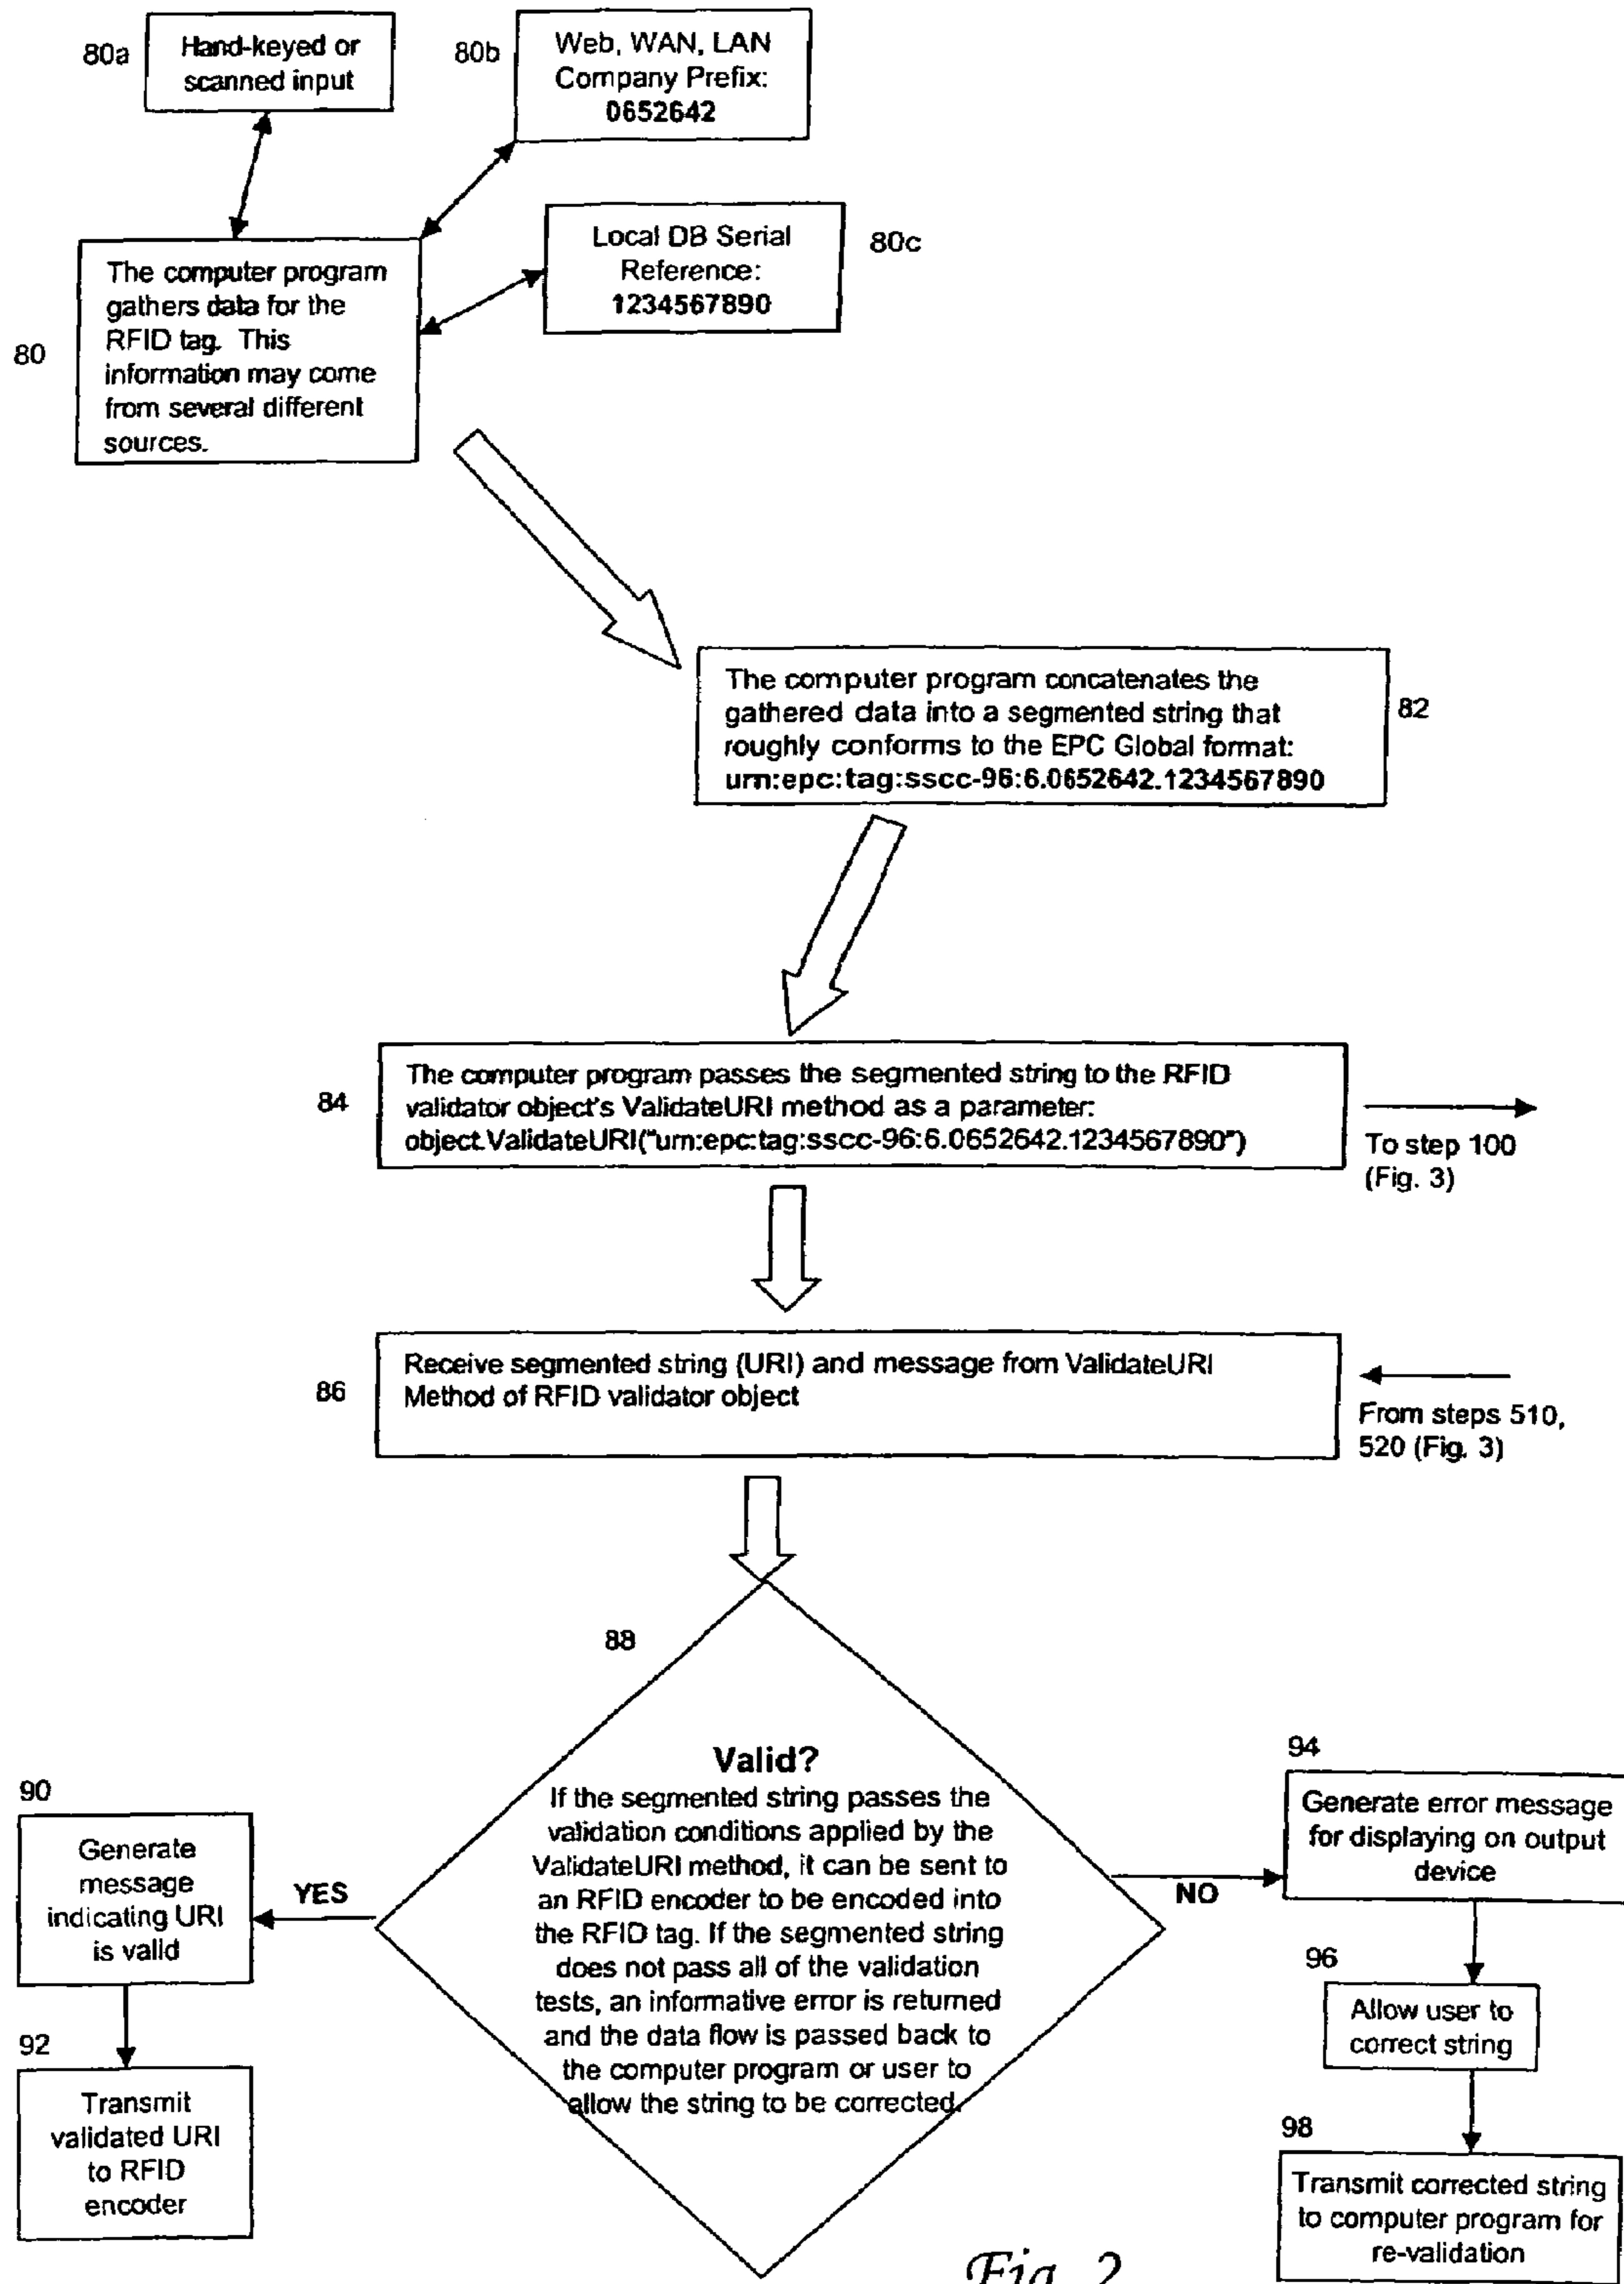 80a
Hand-keyed or
scanned input
80b
Web, WAN, LAN
Company Prefix:
0652642
Local DB Serial
Reference:
1234567890
80c
80
The computer program
gathers data for the
RFID tag. This
information may come
from several different
sources.
The computer program concatenates the
gathered data into a segmented string that
roughly conforms to the EPC Global format:
urn:epc:tag:sscc-96:6.0652642.1234567890
82
84
The computer program passes the segmented string to the RFID
validator object's ValidateURI method as a parameter:
object.ValidateURI("urn:epc:tag:sscc-96:6.0652642.1234567890")
To step 100
(Fig. 3)
86
Receive segmented string (URI) and message from ValidateURI
Method of RFID validator object
From steps 510,
520 (Fig. 3)
88
Valid?
If the segmented string passes the
validation conditions applied by the
ValidateURI method, it can be sent to
an RFID encoder to be encoded into
the RFID tag. If the segmented string
does not pass all of the validation
tests, an informative error is returned
and the data flow is passed back to
the computer program or user to
allow the string to be corrected.
YES
90
Generate
message
indicating URI
is valid
92
Transmit
validated URI
to RFID
encoder
NO
94
Generate error message
for displaying on output
device
96
Allow user to
correct string
98
Transmit corrected string
to computer program for
re-validation
Fig. 2